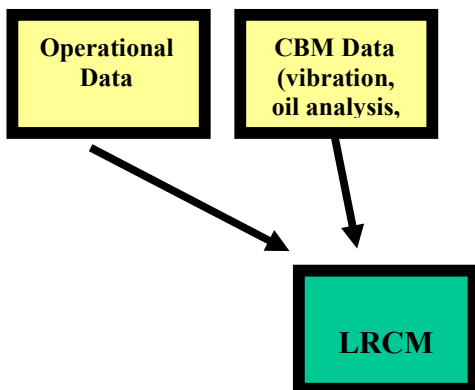 Operational
Data
CBM Data
(vibration,
oil analysis,
LRCM